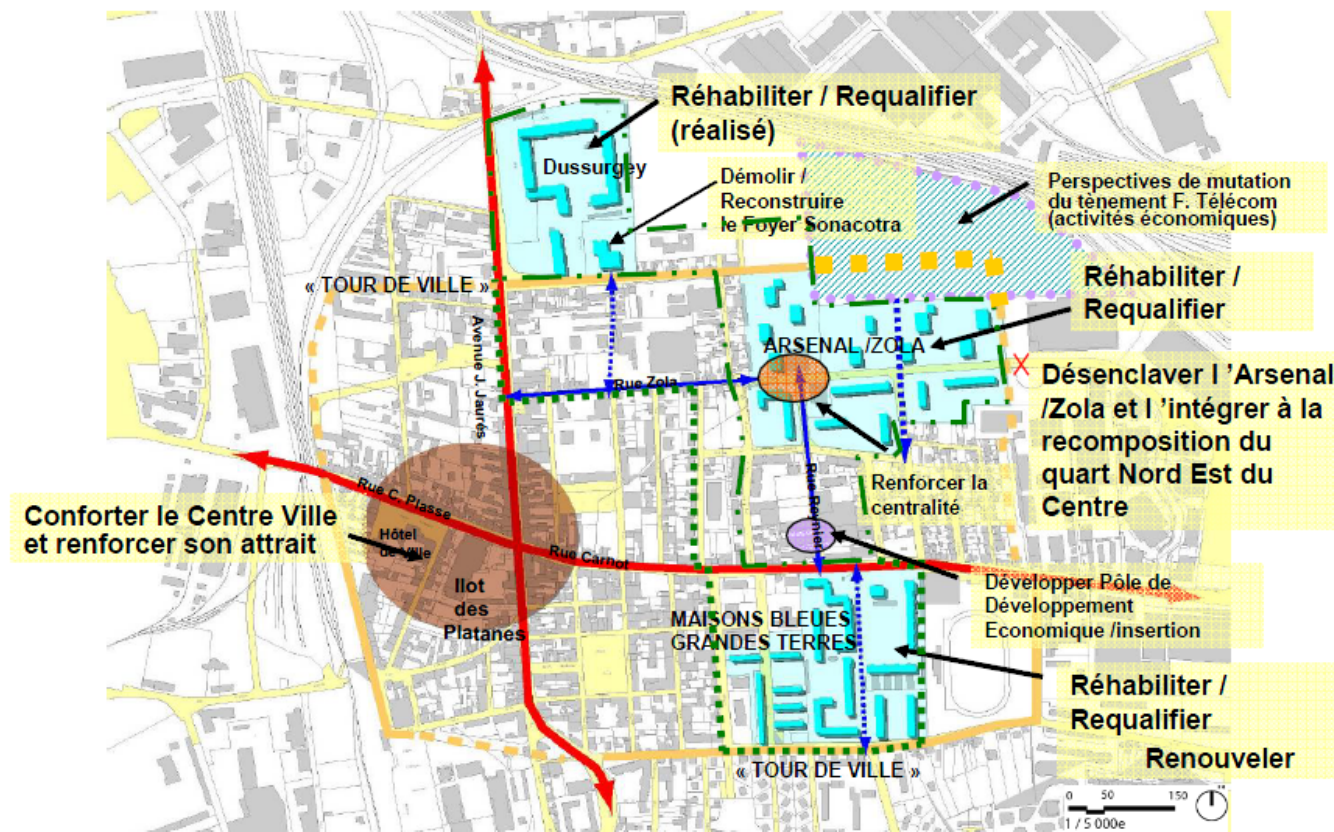 Réhabiliter / Requalifier
(réalisé)
Dussurgey
Démolir /
Reconstruire
le Foyer Sonacotra
Perspectives de mutation
du tènement F. Télécom
(activités économiques)
« TOUR DE VILLE »
Réhabiliter /
Requalifier
Avenue J. Jaurés
ARSENAL /ZOLA
Rue Zola
Désenclaver l 'Arsenal
/Zola et l 'intégrer à la
recomposition du
quart Nord Est du
Centre
Renforcer la
centralité
Rue Reynier
Rue C. Plasse
Conforter le Centre Ville
et renforcer son attrait
Hôtel
de Ville
Rue Carnot
Ilot
des
Platanes
Développer Pôle de
Développement
Economique /insertion
MAISONS BLEUES
GRANDES TERRES
Réhabiliter /
Requalifier
Renouveler
« TOUR DE VILLE »
0 50 150
1 / 5 000e